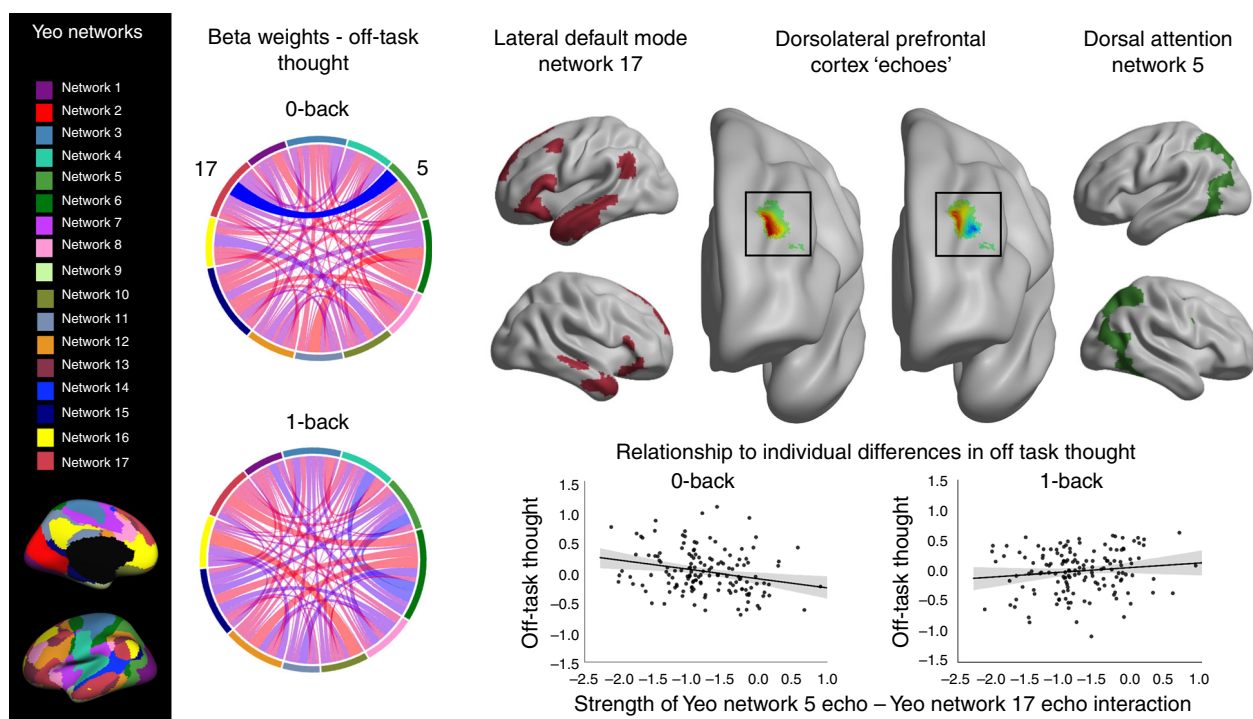 Yeo networks
Network 1
Network 2
Network 3
Network 4
Network 5
Network 6
Network 7
Network 8
Network 9
Network 10
Network 11
Network 12
Network 13
Network 14
Network 15
Network 16
Network 17
Beta weights - off-task
thought
0-back
17
5
1-back
Lateral default mode
network 17
Dorsolateral prefrontal
cortex ‘echoes’
Dorsal attention
network 5
Relationship to individual differences in off task thought
0-back
Off-task thought
1.5
1.0
0.5
0.0
−0.5
−1.0
−1.5
−2.5 −2.0 −1.5 −1.0 −0.5 0.0 0.5 1.0
1-back
Off-task thought
1.5
1.0
0.5
0.0
−0.5
−1.0
−1.5
−2.5 −2.0 −1.5 −1.0 −0.5 0.0 0.5 1.0
Strength of Yeo network 5 echo – Yeo network 17 echo interaction